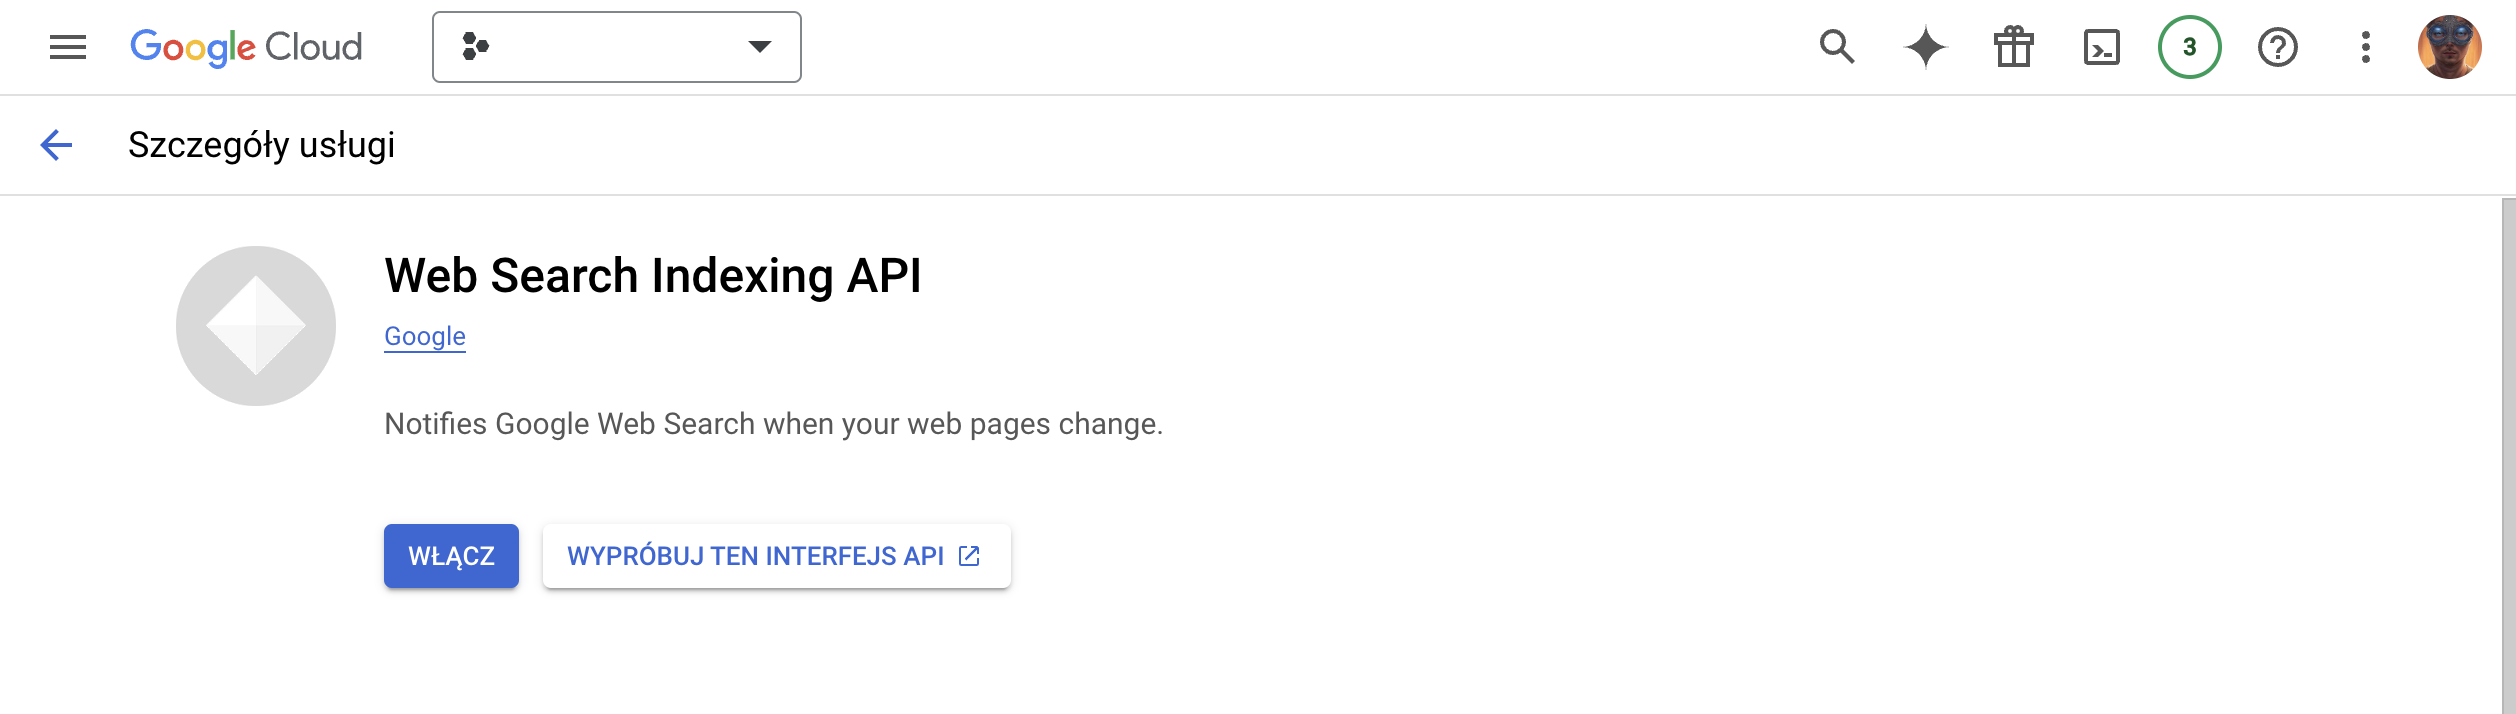 Google Cloud
3
Szczegóły usługi
Web Search Indexing API
Google
Notifies Google Web Search when your web pages change.
WŁĄCZ
WYPRÓBUJ TEN INTERFEJS API